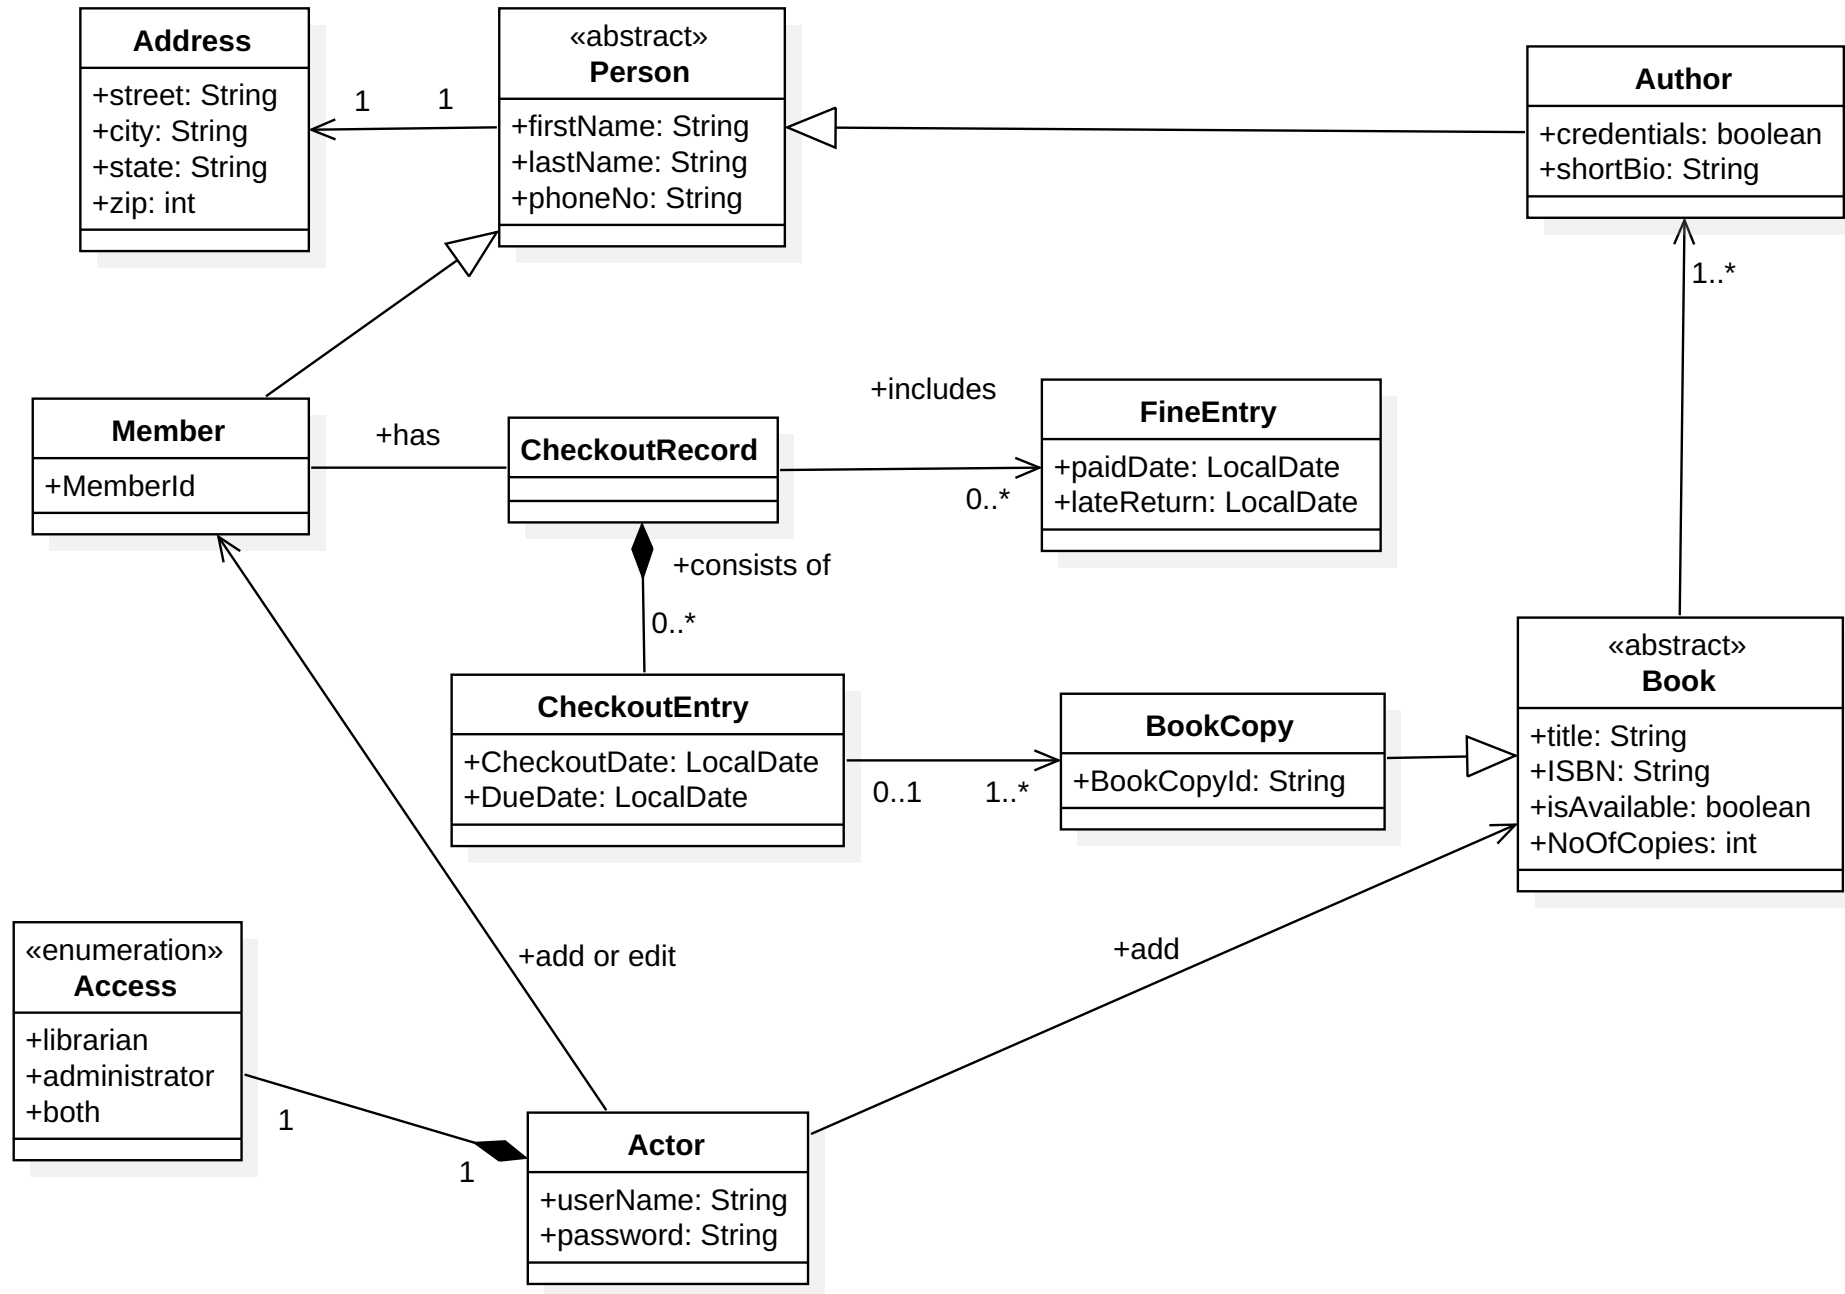 Address
+street: String
+city: String
+state: String
+zip: int
1
1
«abstract»
Person
+firstName: String
+lastName: String
+phoneNo: String
Author
+credentials: boolean
+shortBio: String
1..*
Member
+MemberId
+has
CheckoutRecord
+includes
0..*
FineEntry
+paidDate: LocalDate
+lateReturn: LocalDate
+consists of
0..*
CheckoutEntry
+CheckoutDate: LocalDate
+DueDate: LocalDate
0..1
1..*
BookCopy
+BookCopyId: String
«abstract»
Book
+title: String
+ISBN: String
+isAvailable: boolean
+NoOfCopies: int
«enumeration»
Access
+librarian
+administrator
+both
+add or edit
+add
1
1
Actor
+userName: String
+password: String